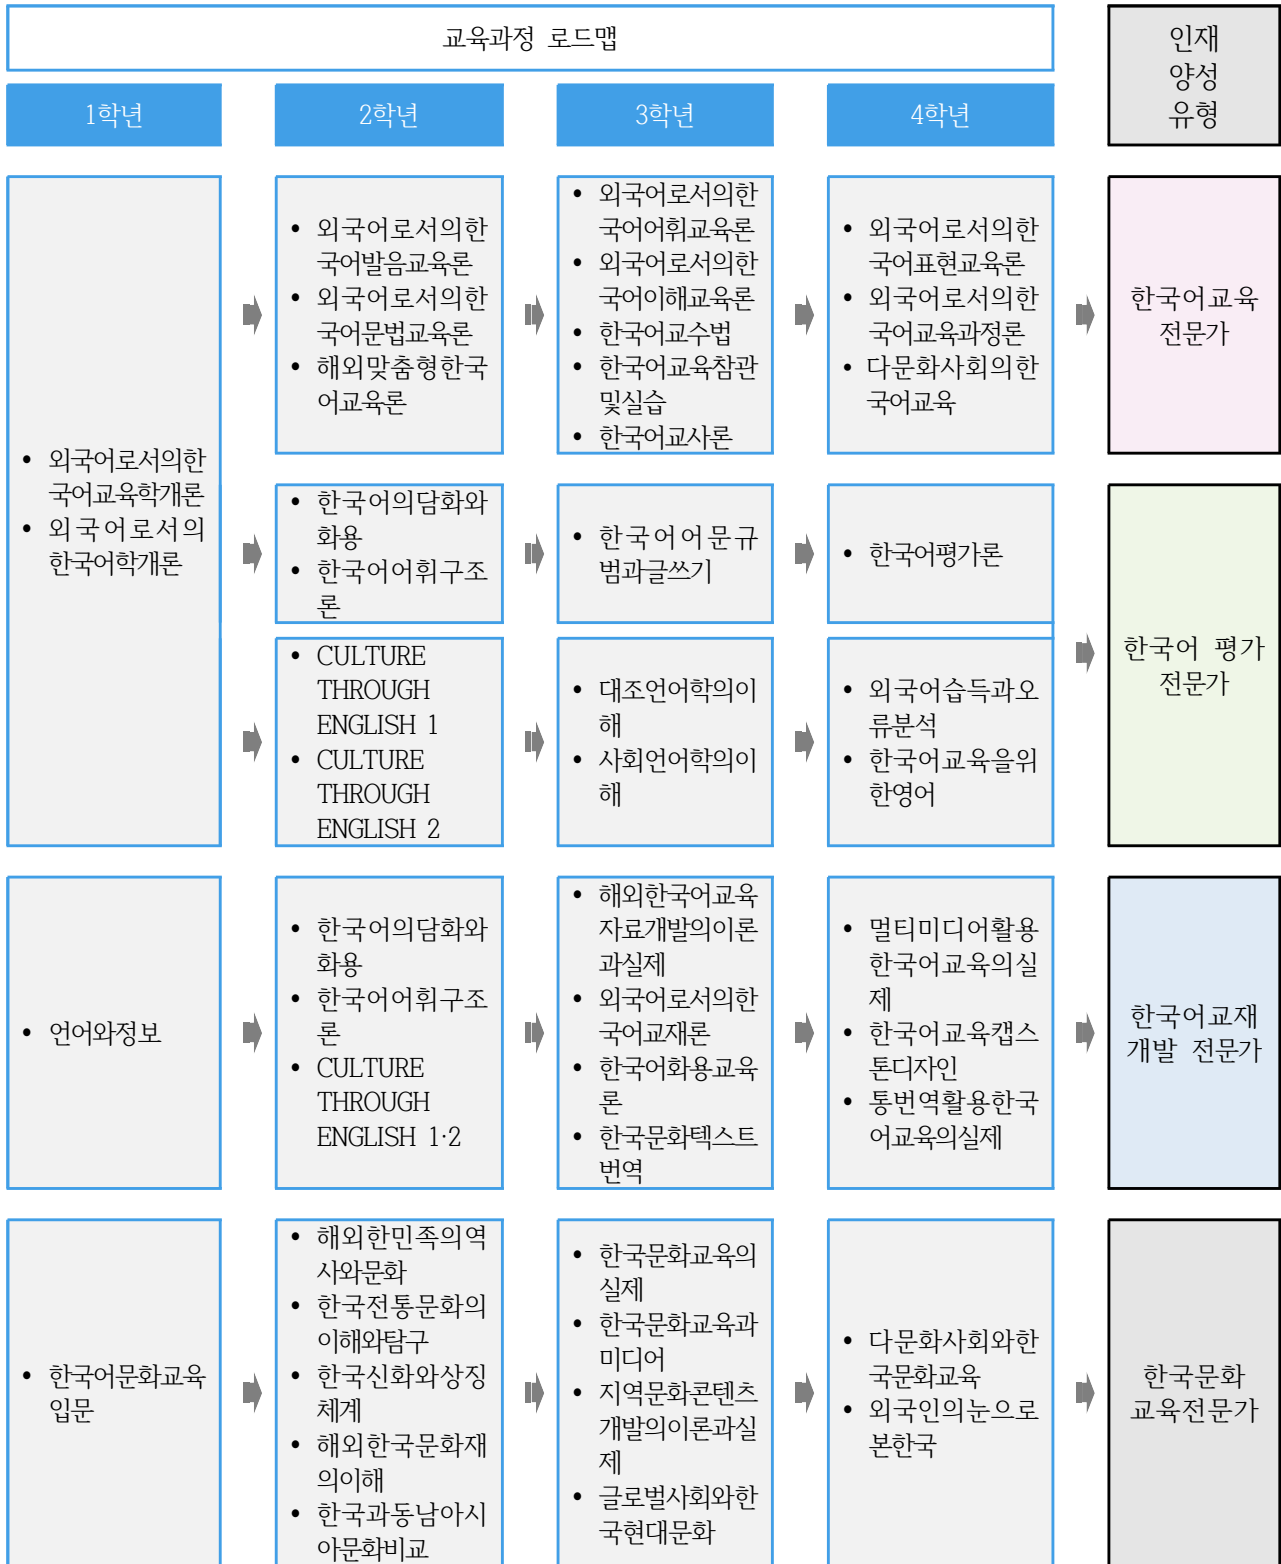 교육과정 로드맵
인재
양성
유형
1학년
2학년
3학년
4학년
• 외국어로서의한
국어교육학개론
• 외국어로서의
한국어학개론
• 외국어로서의한
국어발음교육론
• 외국어로서의한
국어문법교육론
• 해외맞춤형한국
어교육론
• 외국어로서의한
국어어휘교육론
• 외국어로서의한
국어이해교육론
• 한국어교수법
• 한국어교육참관
및실습
• 한국어교사론
• 외국어로서의한
국어표현교육론
• 외국어로서의한
국어교육과정론
• 다문화사회의한
국어교육
한국어교육
전문가
• 한국어의담화와
화용
• 한국어어휘구조
론
• 한국어어문규
범과글쓰기
• 한국어평가론
한국어 평가
전문가
• CULTURE
THROUGH
ENGLISH 1
• CULTURE
THROUGH
ENGLISH 2
• 대조언어학의이
해
• 사회언어학의이
해
• 외국어습득과오
류분석
• 한국어교육을위
한영어
• 언어와정보
• 한국어의담화와
화용
• 한국어어휘구조
론
• CULTURE
THROUGH
ENGLISH 1·2
• 해외한국어교육
자료개발의이론
과실제
• 외국어로서의한
국어교재론
• 한국어화용교육
론
• 한국문화텍스트
번역
• 멀티미디어활용
한국어교육의실
제
• 한국어교육캡스
톤디자인
• 통번역활용한국
어교육의실제
한국어교재
개발 전문가
• 한국어문화교육
입문
• 해외한민족의역
사와문화
• 한국전통문화의
이해와탐구
• 한국신화와상징
체계
• 해외한국문화재
의이해
• 한국과동남아시
아문화비교
• 한국문화교육의
실제
• 한국문화교육과
미디어
• 지역문화콘텐츠
개발의이론과실
제
• 글로벌사회와한
국현대문화
• 다문화사회와한
국문화교육
• 외국인의눈으로
본한국
한국문화
교육전문가